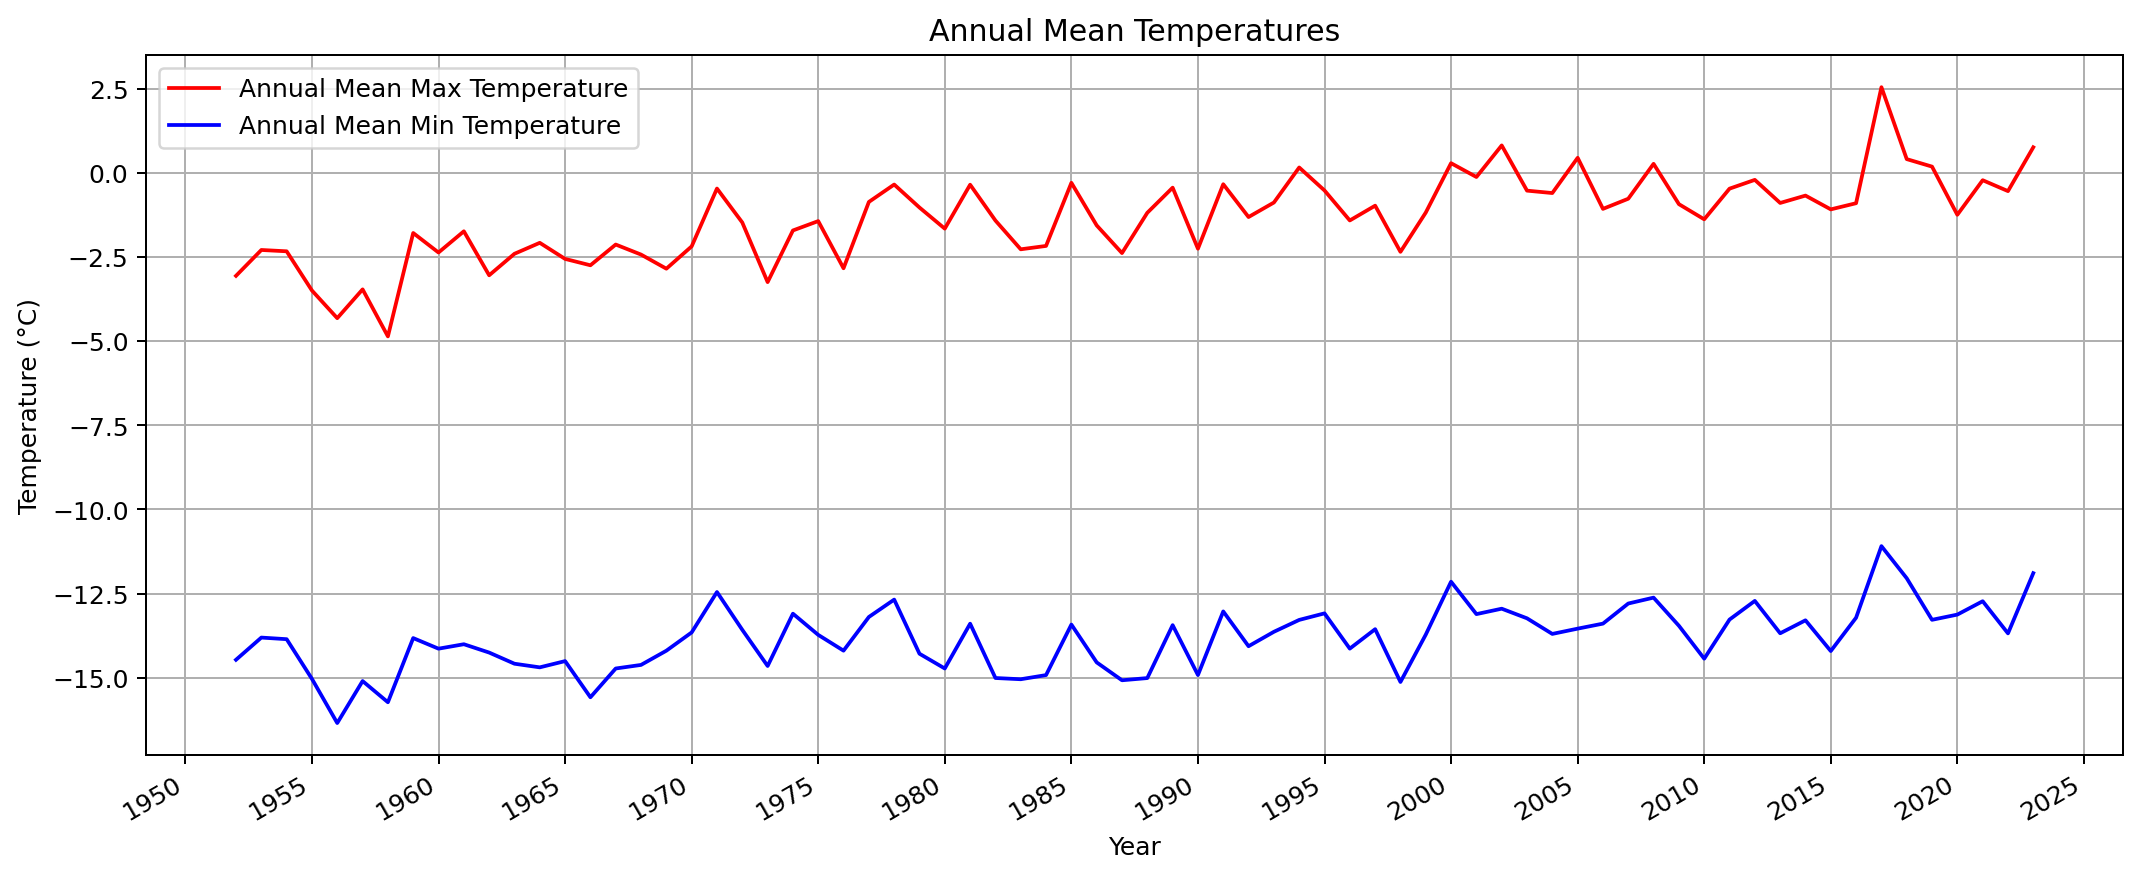 Annual Mean Temperatures
Annual Mean Max Temperature
Annual Mean Min Temperature
2.5
0.0
−2.5
−5.0
−7.5
−10.0
−12.5
−15.0
Temperature (°C)
1950 1955 1960 1965 1970 1975 1980 1985 1990 1995 2000 2005 2010 2015 2020 2025
Year